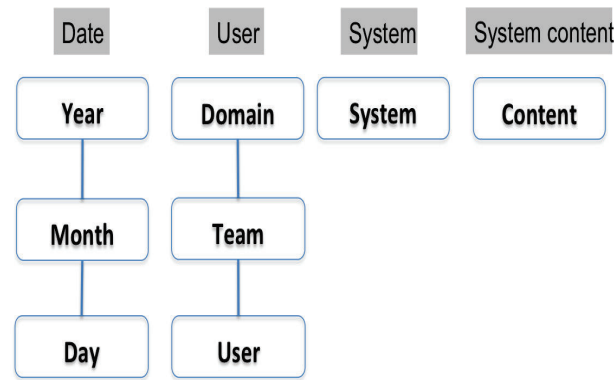 Date User System System content
Year Domain System Content
Month Team
Day User